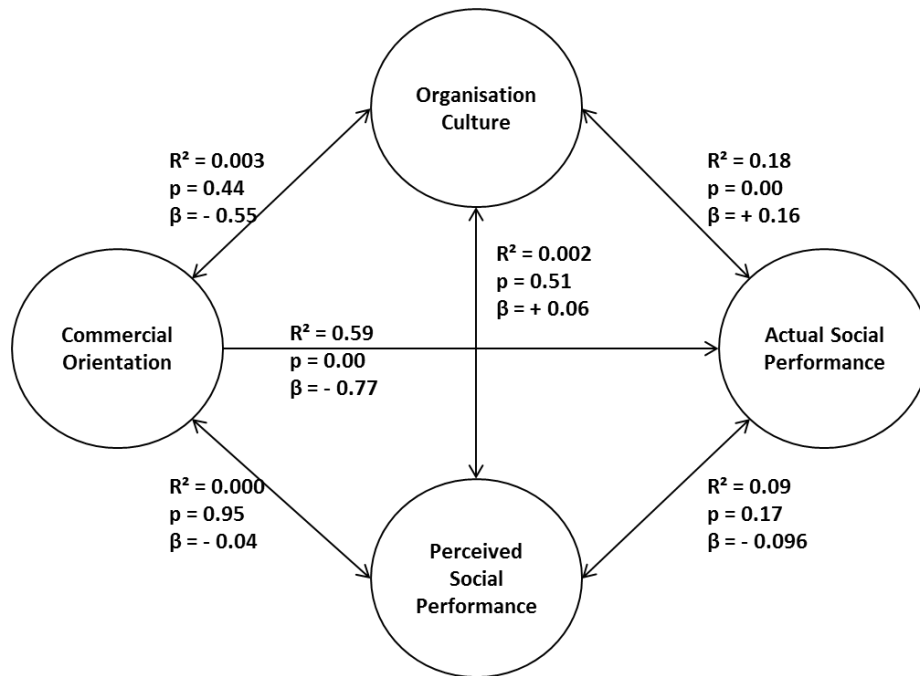 Organisation
Culture
R² = 0.003
p = 0.44
β = - 0.55
R² = 0.18
p = 0.00
β = + 0.16
R² = 0.002
p = 0.51
β = + 0.06
Commercial
Orientation
R² = 0.59
p = 0.00
β = - 0.77
Actual Social
Performance
R² = 0.000
p = 0.95
β = - 0.04
R² = 0.09
p = 0.17
β = - 0.096
Perceived
Social
Performance